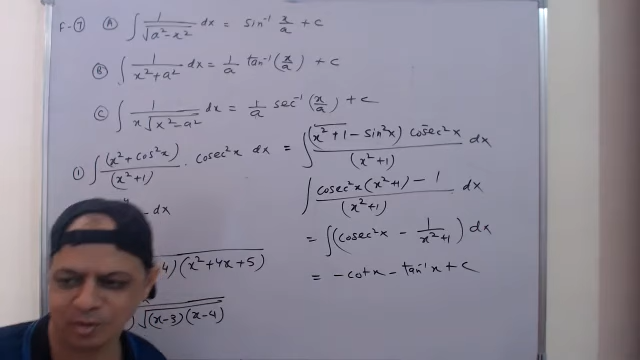 F-7 A ∫ 1/√(a²-x²) dx = sin⁻¹ x/a + c
B ∫ 1/(x²+a²) dx = 1/a tan⁻¹(x/a) + c
C ∫ 1/(x√(x²-a²)) dx = 1/a sec⁻¹(x/a) + c
1 ∫ (x²+cos²x)/(x²+1) · cosec²x dx = ∫ (x²+1-sin²x) cosec²x/(x²+1) dx
∫ (cosec²x(x²+1) - 1)/(x²+1) dx
= ∫(cosec²x - 1/(x²+1)) dx
= -cotx - tan⁻¹x + c
dx
4)(x²+4x+5)
√(x-3)(x-4)